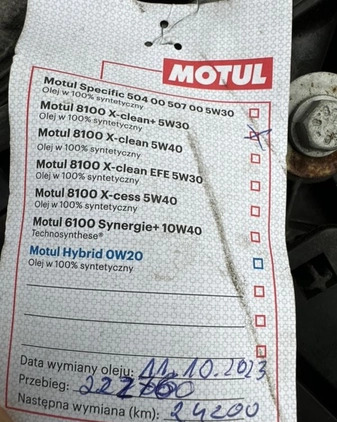 MOTUL
Motul Specific 504 00 507 00 5W30
Olej w 100% syntetyczny
Motul 8100 X-clean+ 5W30
Olej w 100% syntetyczny
Motul 8100 X-clean 5W40
Olej w 100% syntetyczny
Motul 8100 X-clean EFE 5W30
Olej w 100% syntetyczny
Motul 8100 X-cess 5W40
Olej w 100% syntetyczny
Motul 6100 Synergie+ 10W40
Technosynthese®
Motul Hybrid 0W20
Olej w 100% syntetyczny
Data wymiany oleju: 11.10.2023
Przebieg:
Następna wymiana (km): 24200